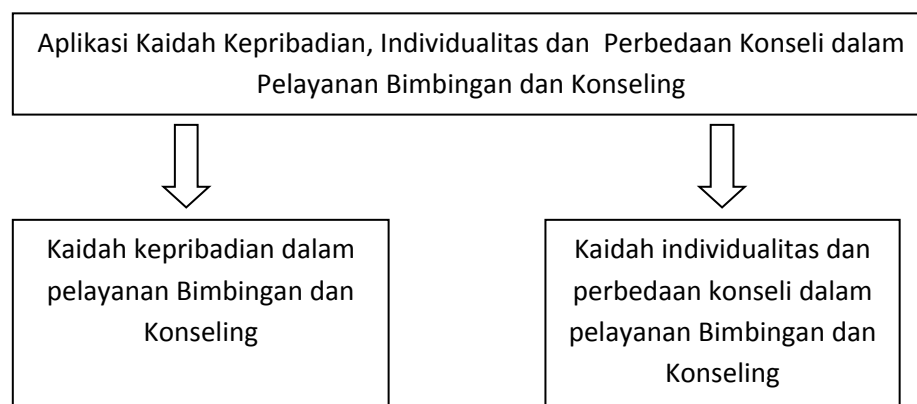 Aplikasi Kaidah Kepribadian, Individualitas dan Perbedaan Konseli dalam
Pelayanan Bimbingan dan Konseling
Kaidah kepribadian dalam
pelayanan Bimbingan dan
Konseling
Kaidah individualitas dan
perbedaan konseli dalam
pelayanan Bimbingan dan
Konseling